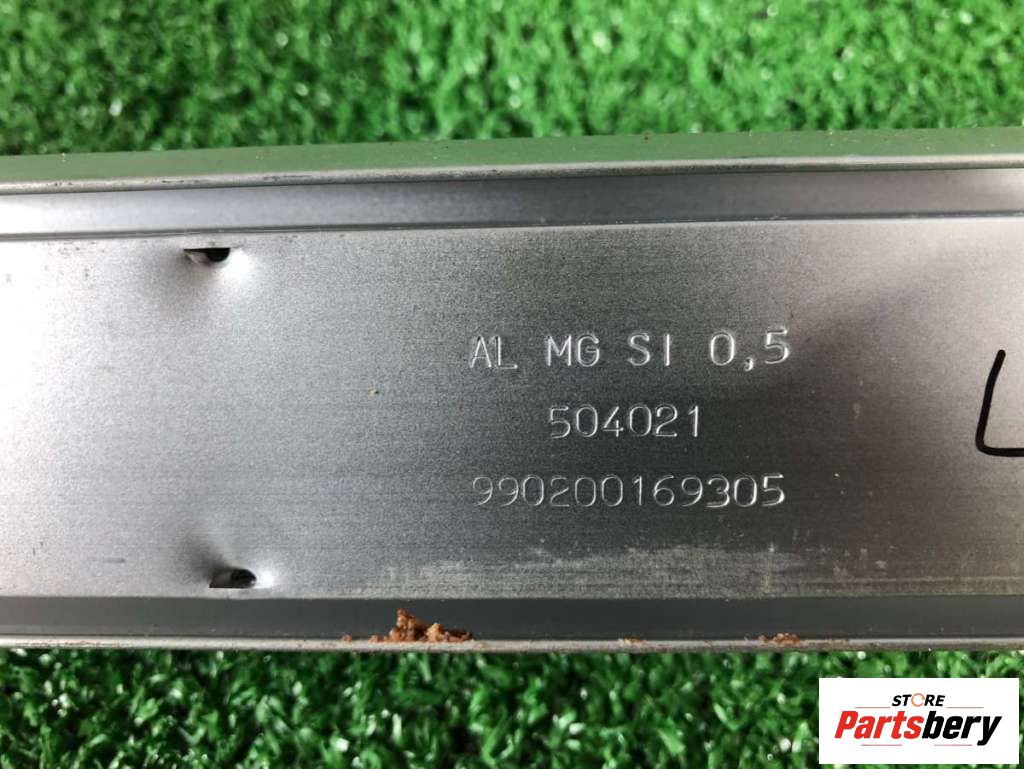 AL MG SI 0,5
504021
990200169305
L
STORE
Partsbery